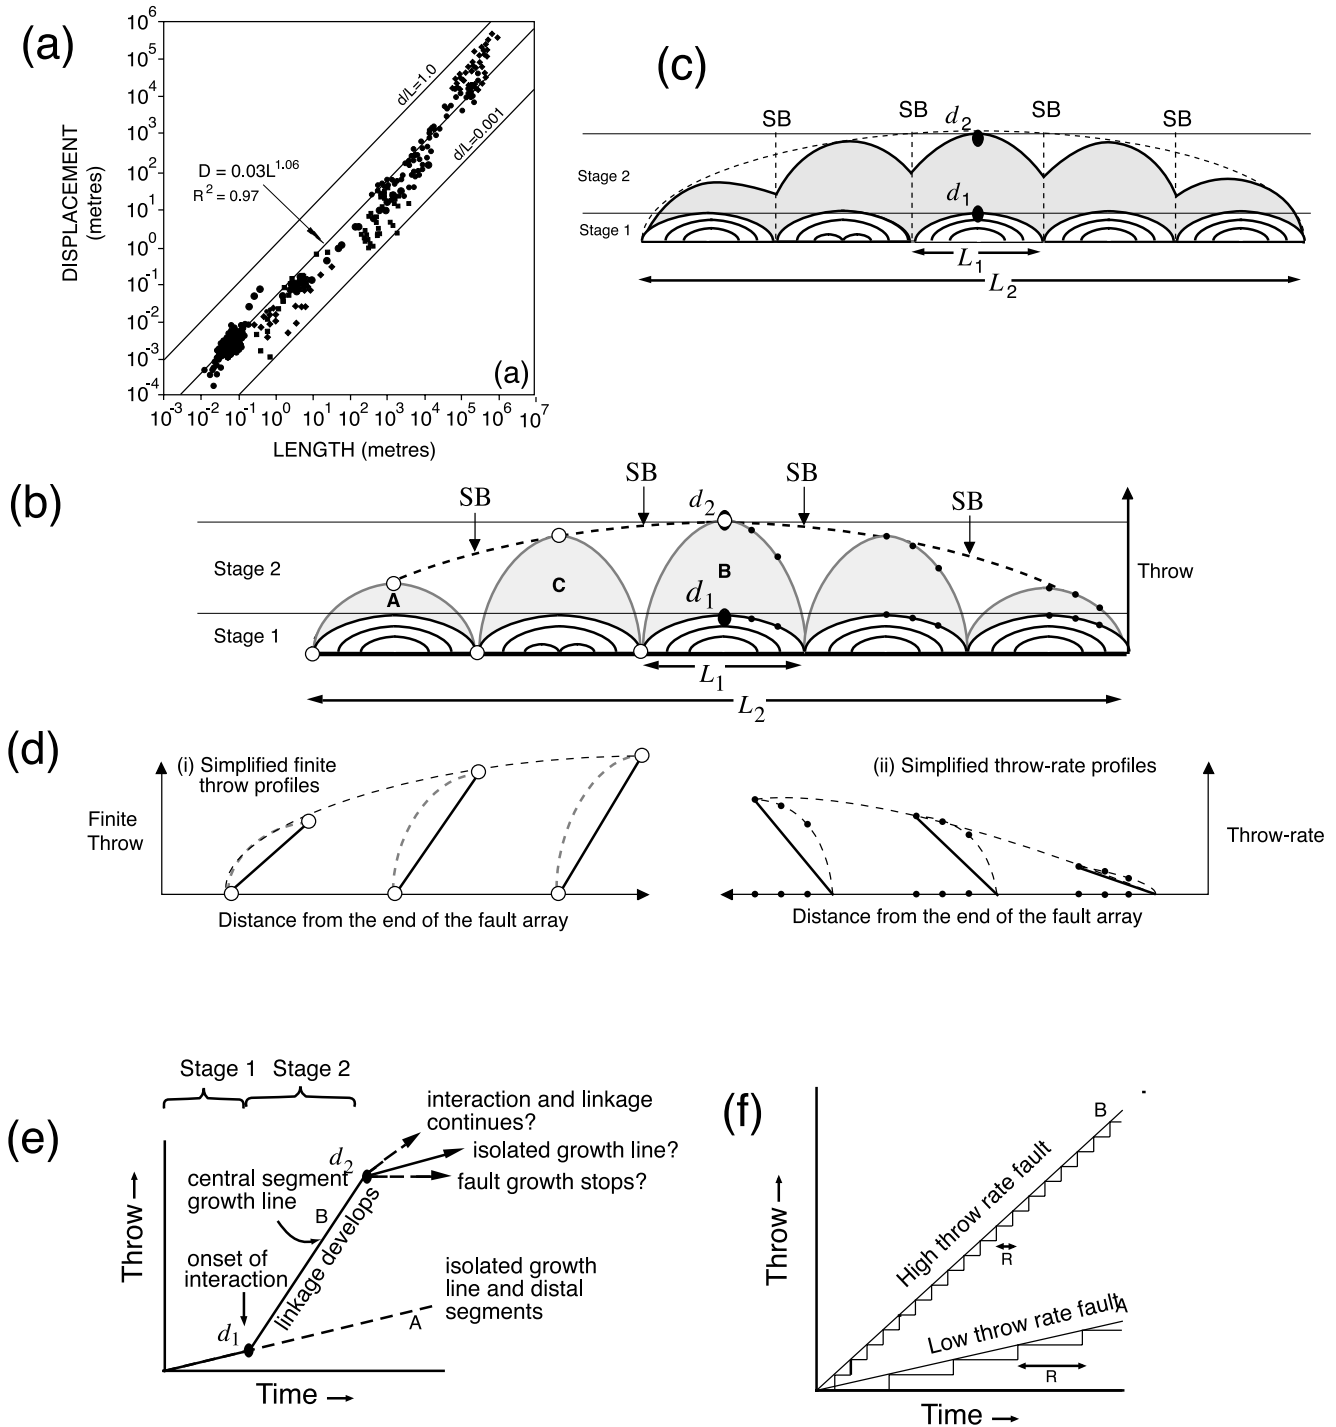 (a)
DISPLACEMENT
(metres)
10^6
10^5
10^4
10^3
10^2
10^1
10^0
10^-1
10^-2
10^-3
10^-4
d/L=1.0
d/L=0.001
D = 0.03L^1.06
R^2 = 0.97
(a)
10^-3 10^-2 10^-1 10^0 10^1 10^2 10^3 10^4 10^5 10^6 10^7
LENGTH (metres)
(c)
SB
SB
d2
SB
SB
Stage 2
d1
Stage 1
L1
L2
(b)
SB
SB
d2
SB
SB
Stage 2
A
C
B
d1
Stage 1
Throw
L1
L2
(d)
(i) Simplified finite
throw profiles
Finite
Throw
Distance from the end of the fault array
(ii) Simplified throw-rate profiles
Throw-rate
Distance from the end of the fault array
(e)
Stage 1 Stage 2
interaction and linkage
continues?
isolated growth line?
fault growth stops?
d2
central segment
growth line
B
linkage develops
onset of
interaction
d1
isolated growth
line and distal
segments
A
Throw
Time
(f)
B
High throw rate fault
R
A
Low throw rate fault
R
Throw
Time